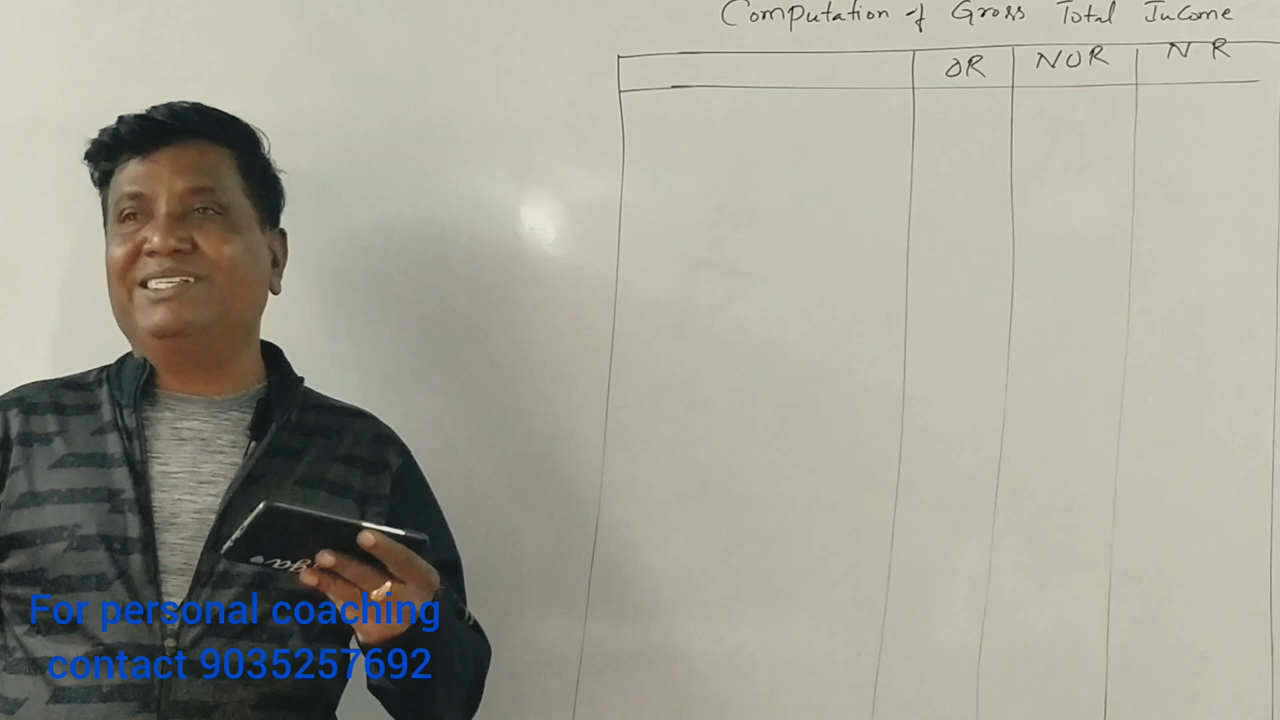 Computation of Gross Total Income
OR NOR NR
For personal coaching
contact 9035257692